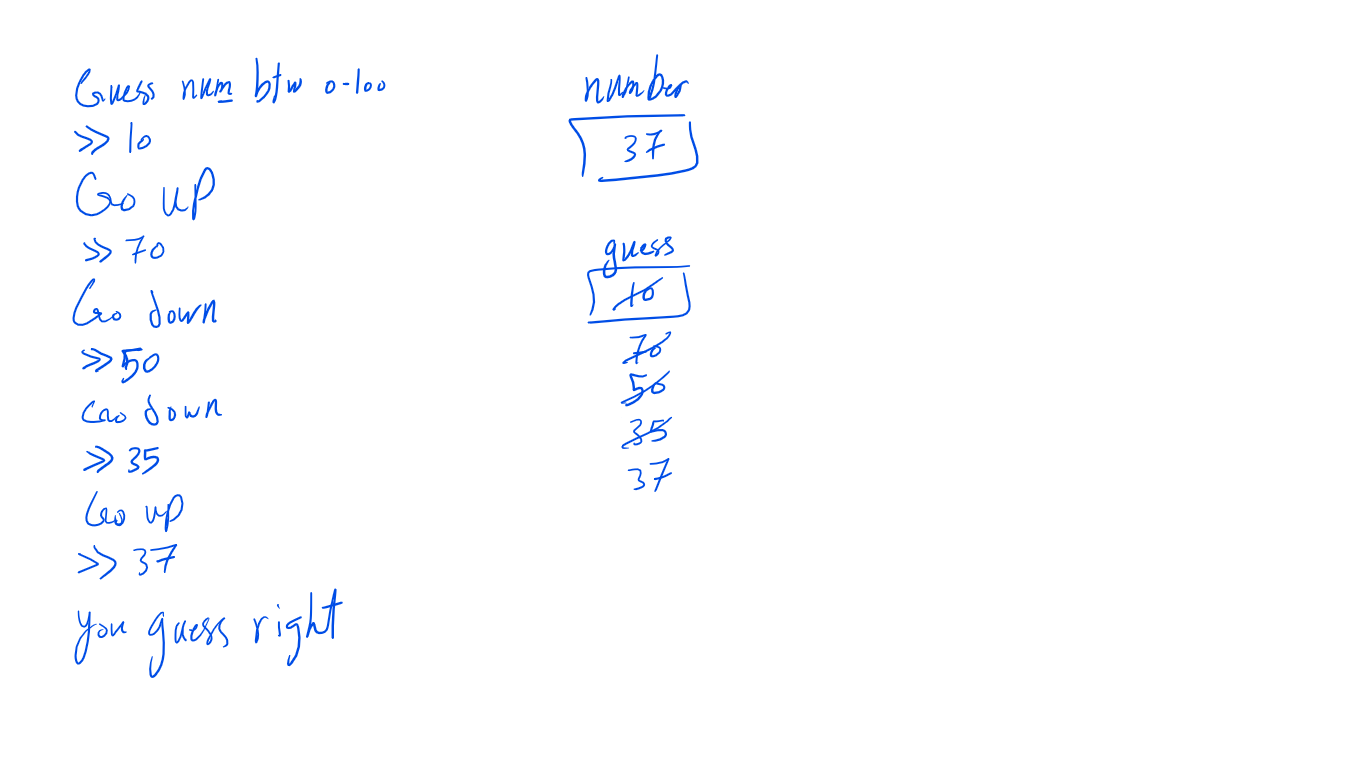 Guess num btw 0-100
>> 10
Go up
>> 70
Go down
>> 50
Go down
>> 35
Go up
>> 37
you guess right
number
37
guess
10
70
50
35
37